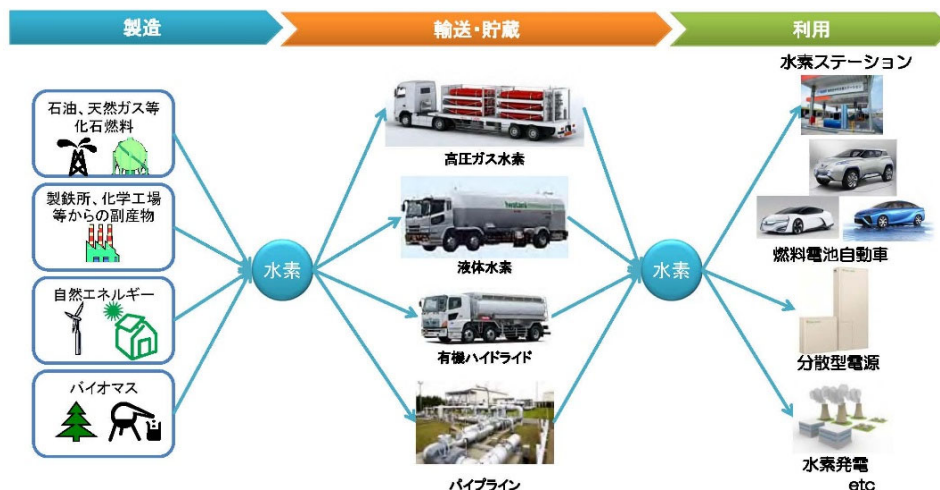 製造
輸送・貯蔵
利用
石油、天然ガス等
化石燃料
製鉄所、化学工場
等からの副産物
自然エネルギー
バイオマス
水素
高圧ガス水素
Iwatani
液体水素
有機ハイドライド
パイプライン
水素
水素ステーション
燃料電池自動車
分散型電源
水素発電
etc